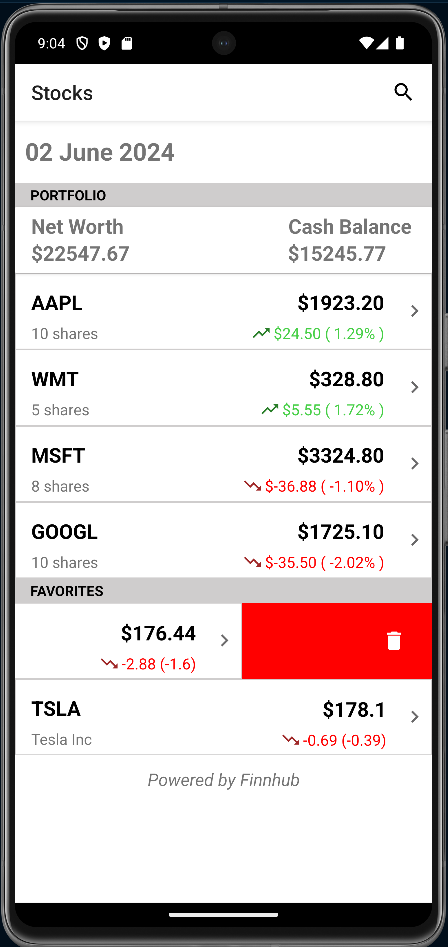 9:04
Stocks
02 June 2024
PORTFOLIO
Net Worth Cash Balance
$22547.67 $15245.77
AAPL $1923.20
10 shares $24.50 ( 1.29% )
WMT $328.80
5 shares $5.55 ( 1.72% )
MSFT $3324.80
8 shares $-36.88 ( -1.10% )
GOOGL $1725.10
10 shares $-35.50 ( -2.02% )
FAVORITES
$176.44
-2.88 (-1.6)
TSLA $178.1
Tesla Inc -0.69 (-0.39)
Powered by Finnhub